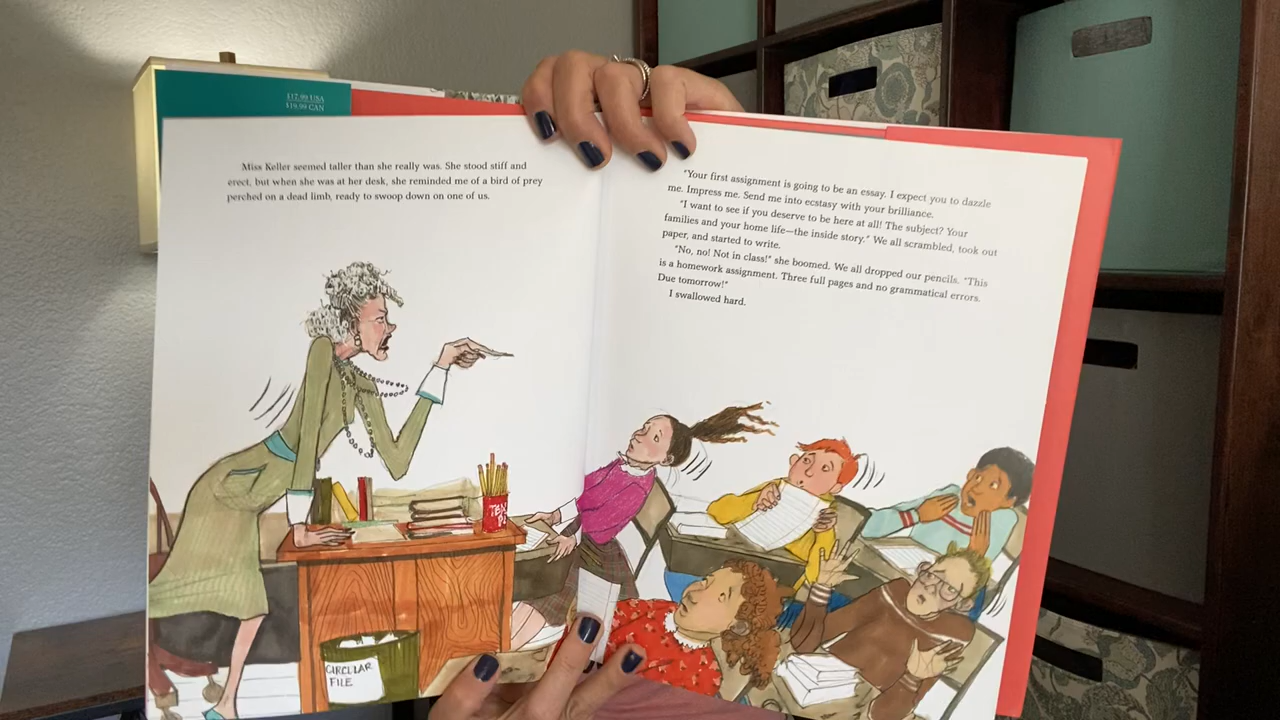 $17.99 USA
$19.99 CAN
Miss Keller seemed taller than she really was. She stood stiff and
erect, but when she was at her desk, she reminded me of a bird of prey
perched on a dead limb, ready to swoop down on one of us.
"Your first assignment is going to be an essay. I expect you to dazzle
me. Impress me. Send me into ecstasy with your brilliance.
"I want to see if you deserve to be here at all! The subject? Your
families and your home life—the inside story." We all scrambled, took out
paper, and started to write.
"No, no! Not in class!" she boomed. We all dropped our pencils. "This
is a homework assignment. Three full pages and no grammatical errors.
Due tomorrow!"
I swallowed hard.
CIRCULAR
FILE